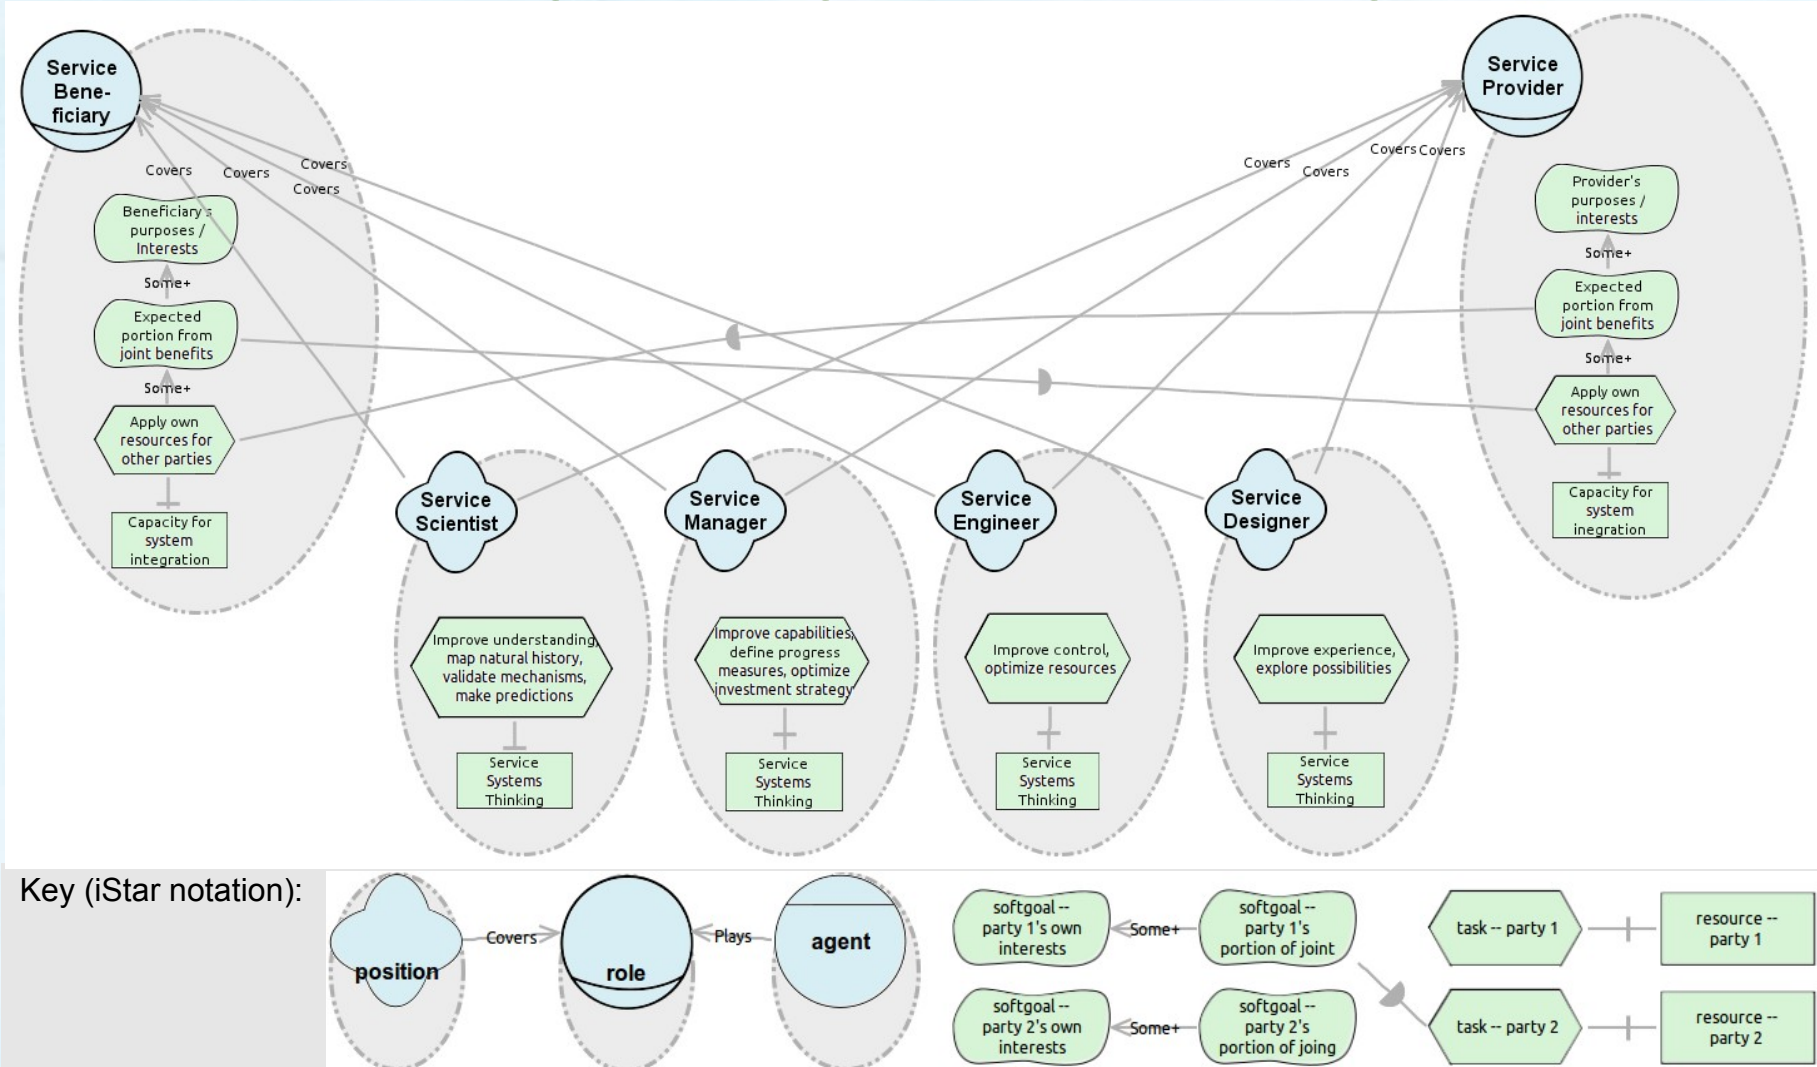 Service
Bene-
ficiary
Service
Provider
Covers
Covers
Covers
Covers
Covers
Covers
Covers
Covers
Beneficiary's
purposes /
Interests
Some+
Expected
portion from
joint benefits
Some+
Apply own
resources for
other parties
Capacity for
system
integration
Provider's
purposes /
interests
Some+
Expected
portion from
joint benefits
Some+
Apply own
resources for
other parties
Capacity for
system
inegration
Service
Scientist
Improve understanding,
map natural history,
validate mechanisms,
make predictions
Service
Systems
Thinking
Service
Manager
Improve capabilities,
define progress
measures, optimize
investment strategy
Service
Systems
Thinking
Service
Engineer
Improve control,
optimize resources
Service
Systems
Thinking
Service
Designer
Improve experience,
explore possibilities
Service
Systems
Thinking
Key (iStar notation):
position
Covers
role
Plays
agent
softgoal --
party 1's own
interests
Some+
softgoal --
party 1's
portion of joint
task -- party 1
resource --
party 1
softgoal --
party 2's own
interests
Some+
softgoal --
party 2's
portion of joing
task -- party 2
resource --
party 2